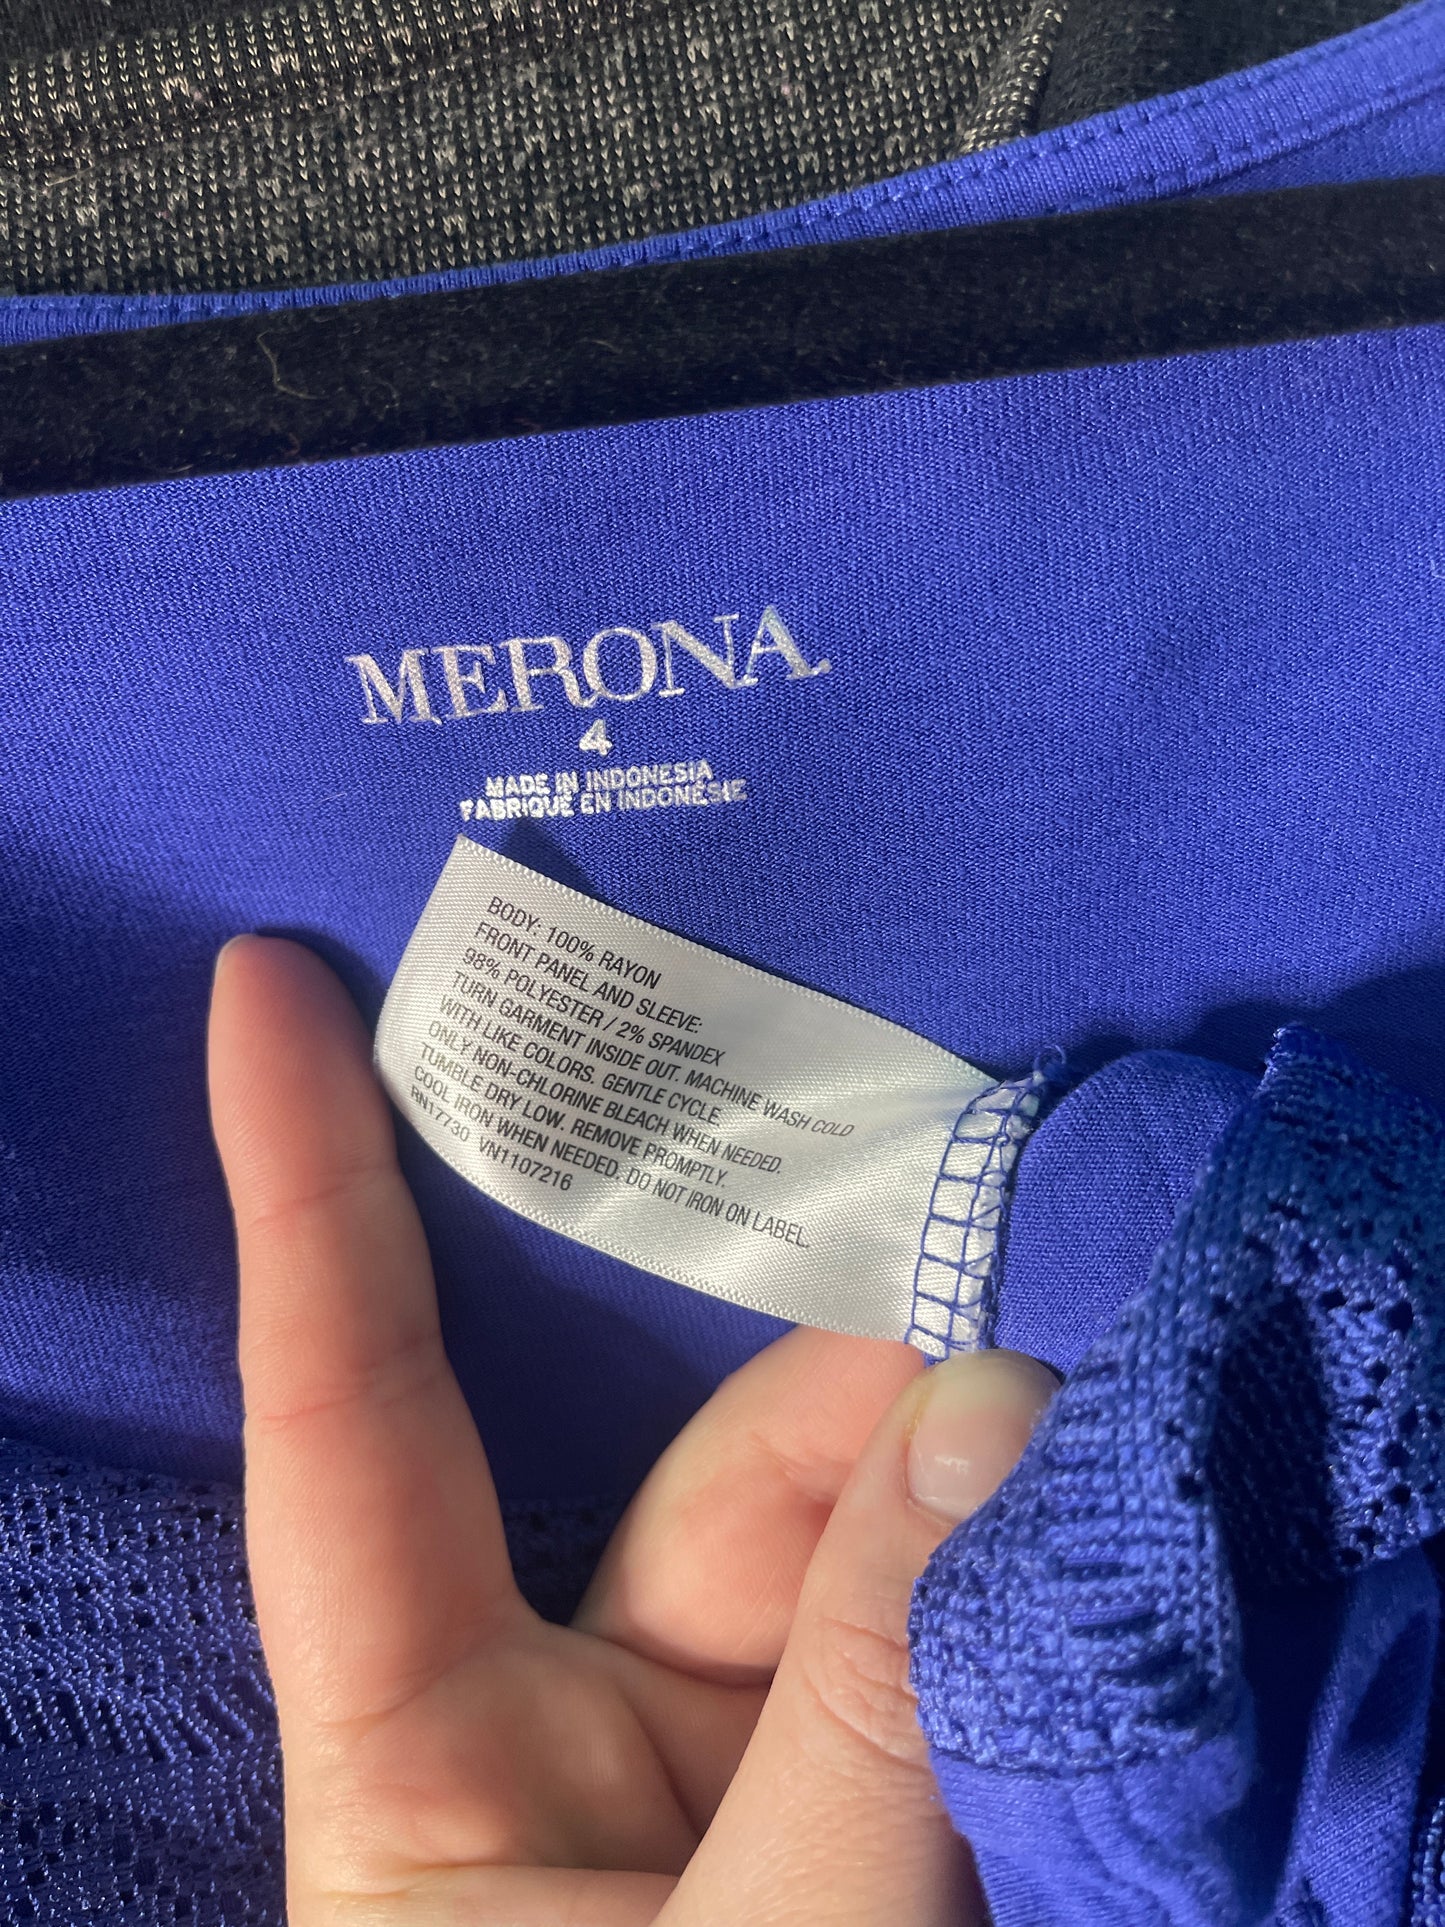 MERONA
4
MADE IN INDONESIA
FABRIQUÉ EN INDONÉSIE
BODY: 100% RAYON
FRONT PANEL AND SLEEVE:
98% POLYESTER / 2% SPANDEX
TURN GARMENT INSIDE OUT. MACHINE WASH COLD
WITH LIKE COLORS. GENTLE CYCLE.
ONLY NON-CHLORINE BLEACH WHEN NEEDED.
TUMBLE DRY LOW. REMOVE PROMPTLY.
COOL IRON WHEN NEEDED. DO NOT IRON ON LABEL.
RN17730 VN1107216